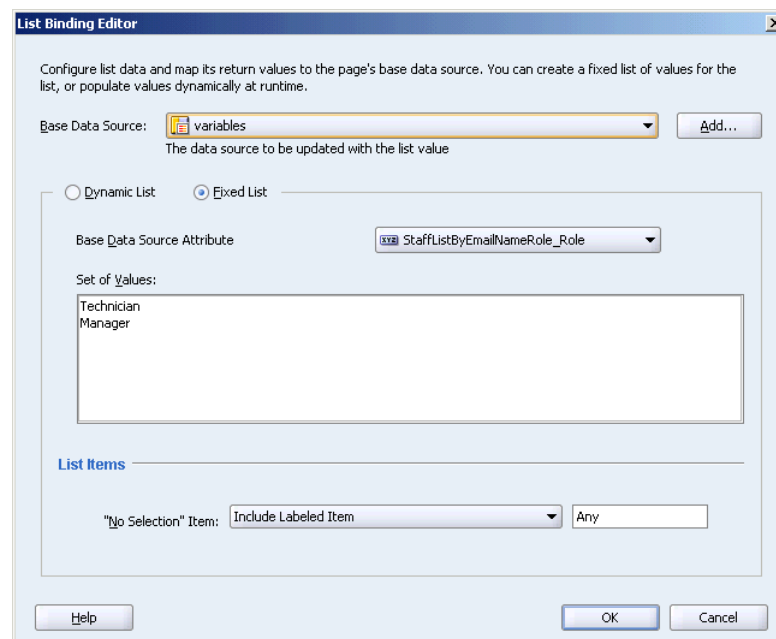 List Binding Editor
Configure list data and map its return values to the page's base data source. You can create a fixed list of values for the
list, or populate values dynamically at runtime.
Base Data Source: variables Add...
The data source to be updated with the list value
Dynamic List Fixed List
Base Data Source Attribute XYZ StaffListByEmailNameRole_Role
Set of Values:
Technician
Manager
List Items
"No Selection" Item: Include Labeled Item Any
Help OK Cancel